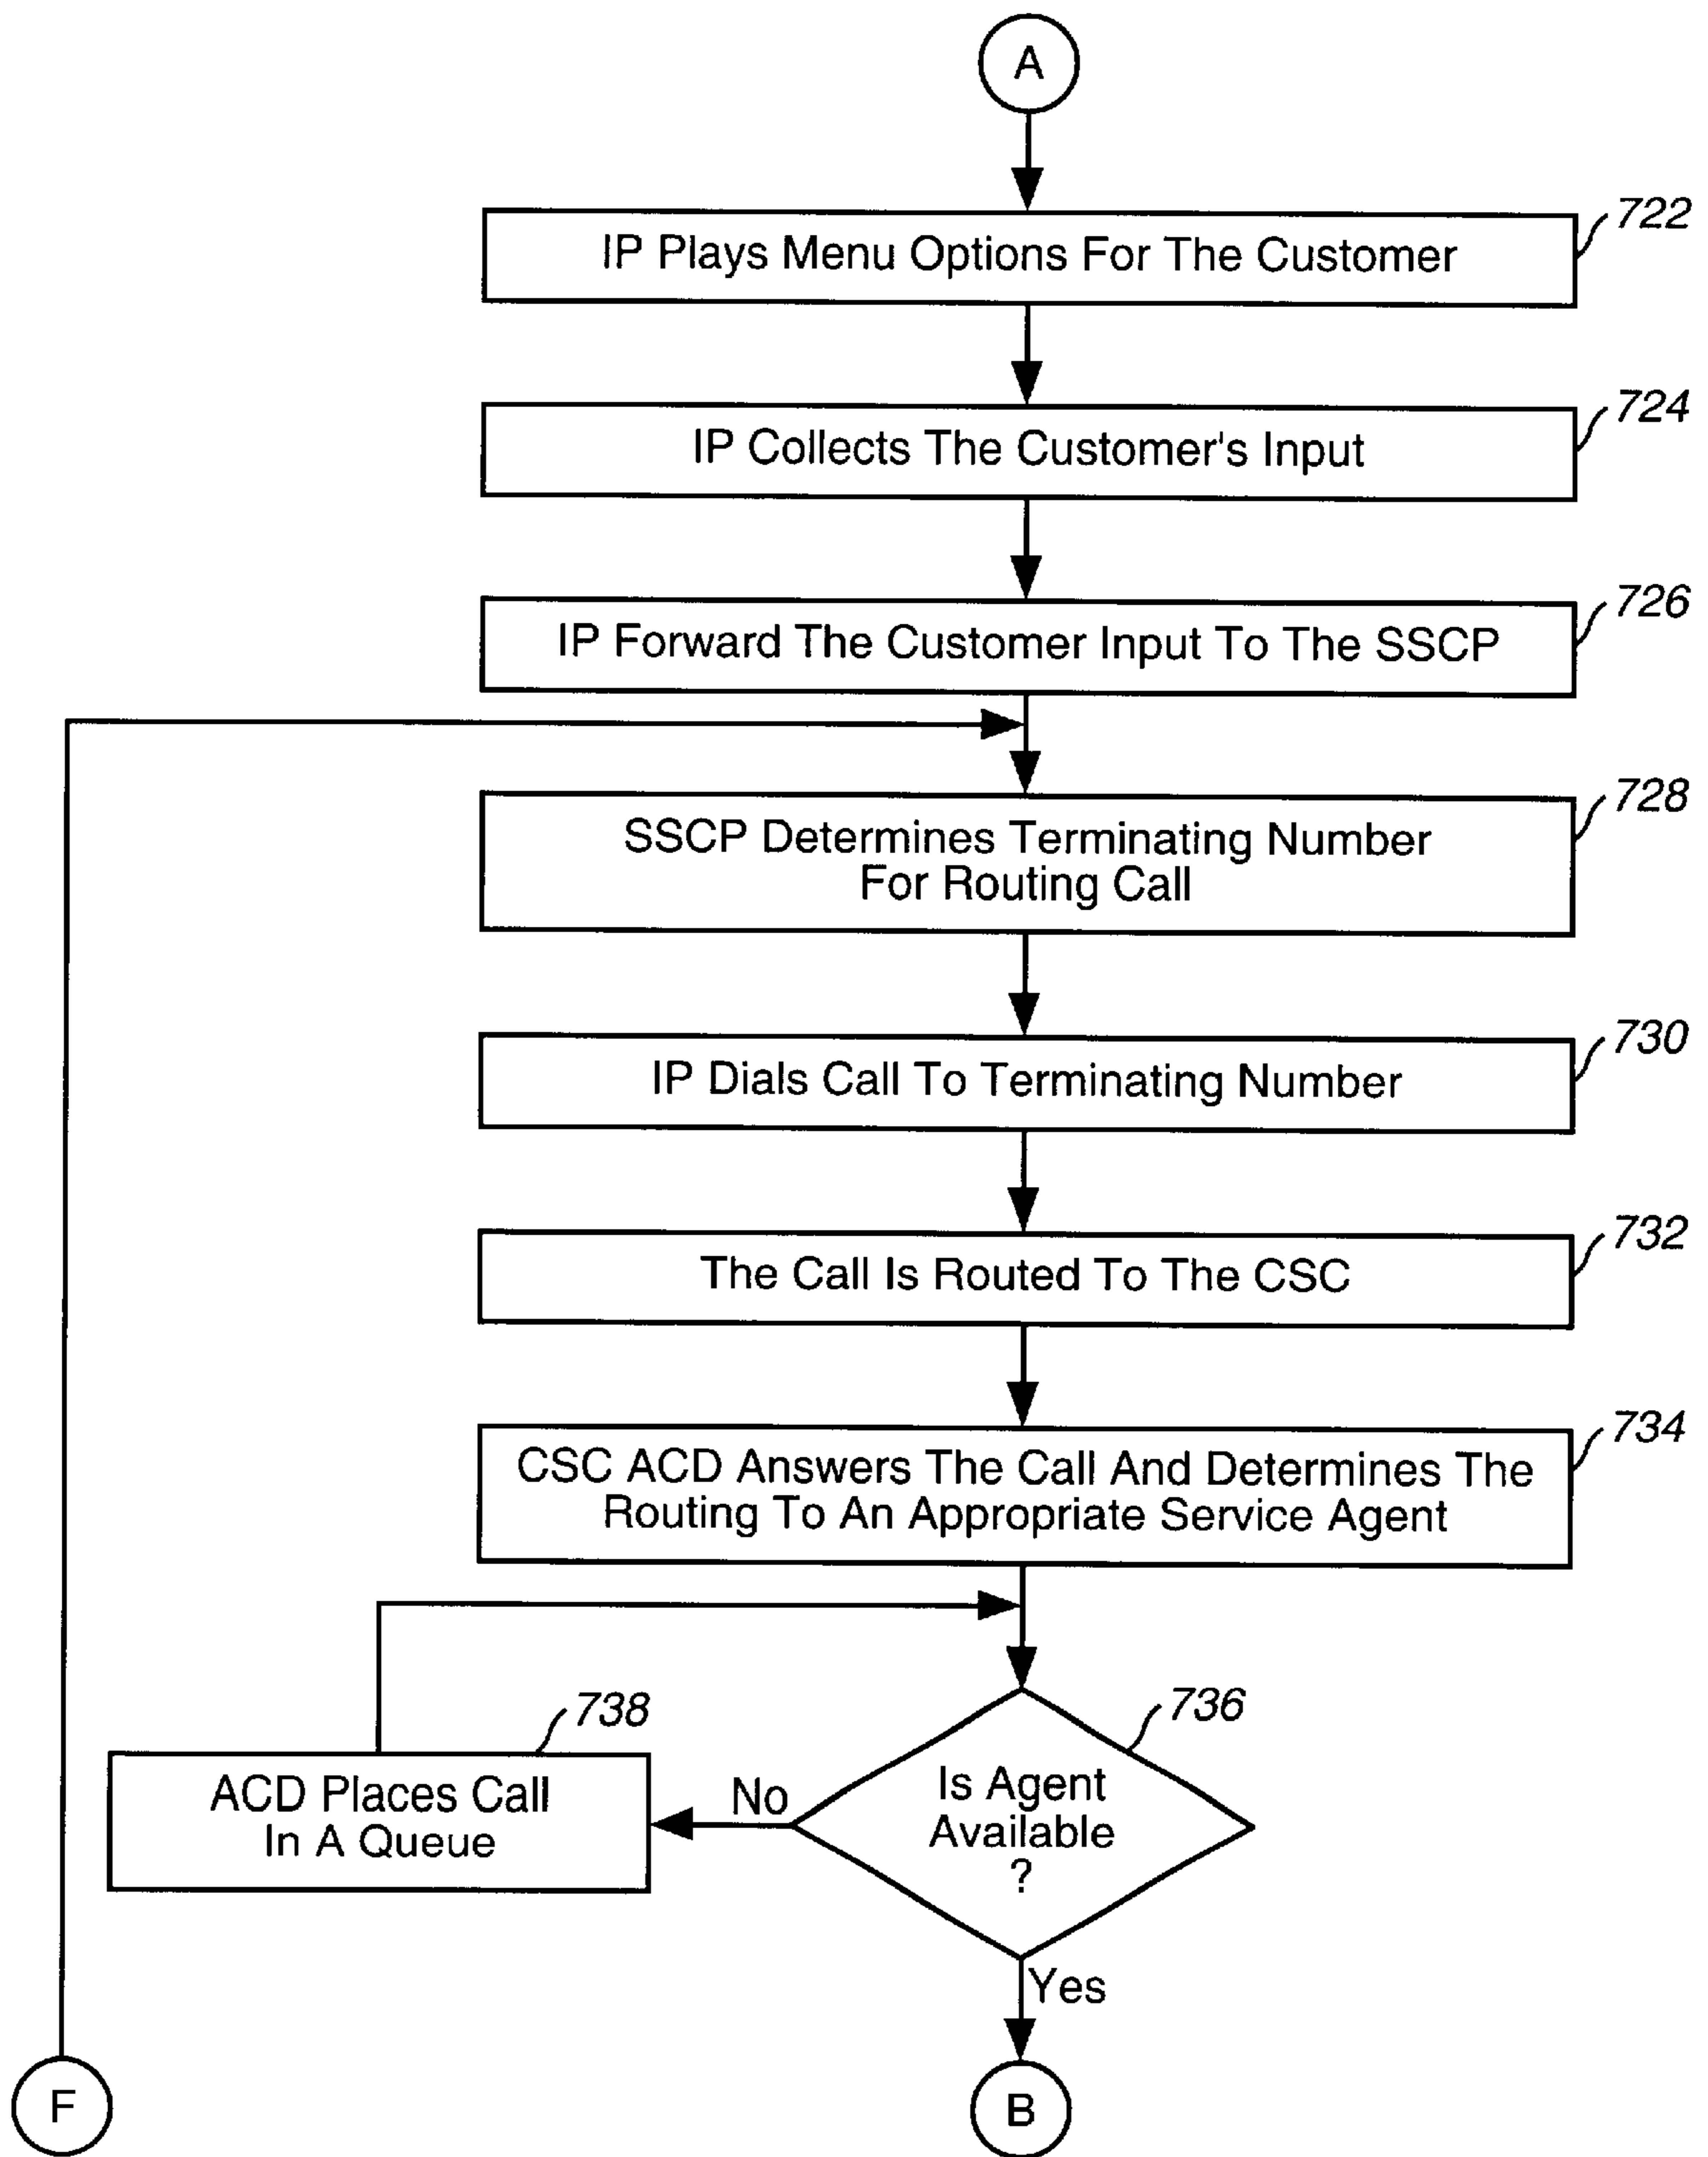 A
722
IP Plays Menu Options For The Customer
724
IP Collects The Customer's Input
726
IP Forward The Customer Input To The SSCP
728
SSCP Determines Terminating Number
For Routing Call
730
IP Dials Call To Terminating Number
732
The Call Is Routed To The CSC
734
CSC ACD Answers The Call And Determines The
Routing To An Appropriate Service Agent
736
Is Agent
Available
?
No
738
ACD Places Call
In A Queue
Yes
F
B